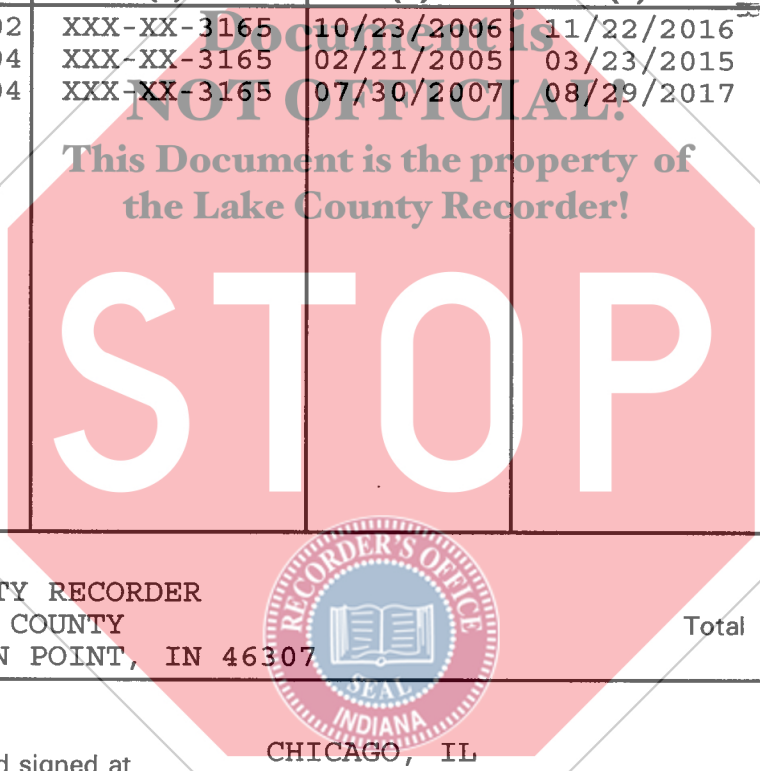 02 XXX-XX-3165 10/23/2006 11/22/2016
04 XXX-XX-3165 02/21/2005 03/23/2015
04 XXX-XX-3165 07/30/2007 08/29/2017
Document is
NOT OFFICIAL!
This Document is the property of
the Lake County Recorder!
STOP
RECORDER'S OFFICE
SEAL
INDIANA
TY RECORDER
COUNTY
Total
N POINT, IN 46307
d signed at CHICAGO, IL